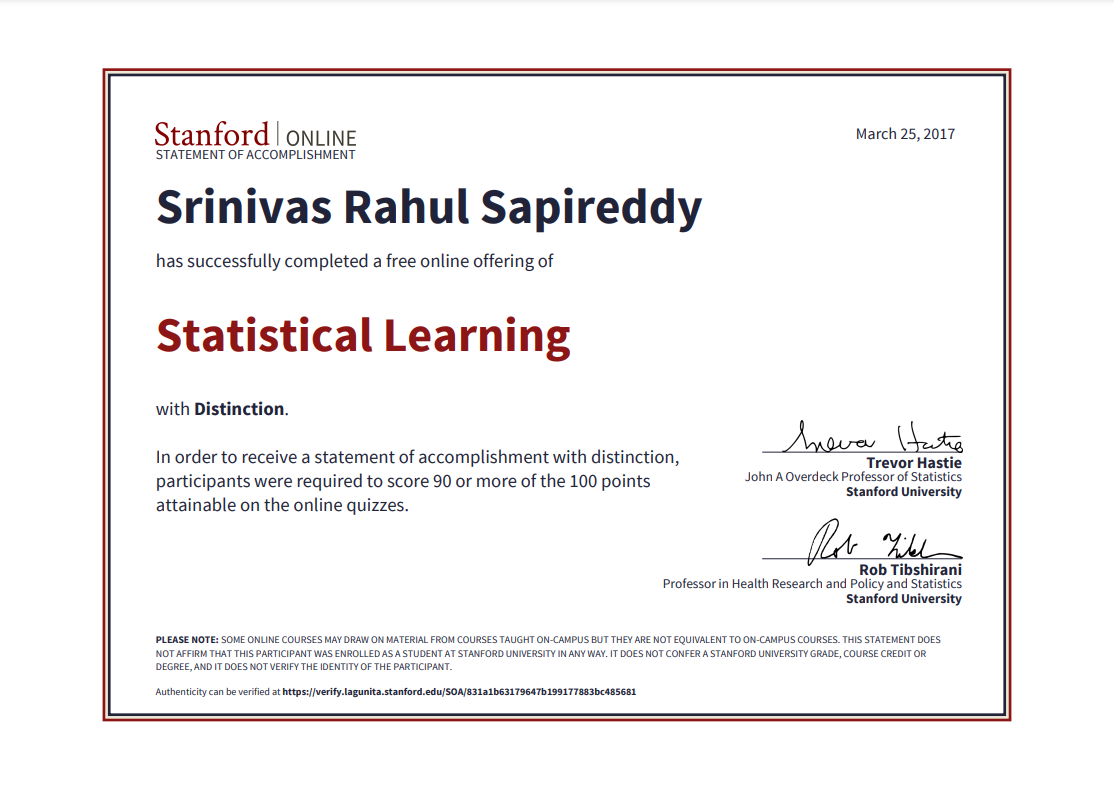 Stanford | ONLINE
STATEMENT OF ACCOMPLISHMENT
March 25, 2017
Srinivas Rahul Sapireddy
has successfully completed a free online offering of
Statistical Learning
with Distinction.
In order to receive a statement of accomplishment with distinction,
participants were required to score 90 or more of the 100 points
attainable on the online quizzes.
Trevor Hastie
Trevor Hastie
John A Overdeck Professor of Statistics
Stanford University
Rob Tibshirani
Professor in Health Research and Policy and Statistics
Stanford University
PLEASE NOTE: SOME ONLINE COURSES MAY DRAW ON MATERIAL FROM COURSES TAUGHT ON-CAMPUS BUT THEY ARE NOT EQUIVALENT TO ON-CAMPUS COURSES. THIS STATEMENT DOES
NOT AFFIRM THAT THIS PARTICIPANT WAS ENROLLED AS A STUDENT AT STANFORD UNIVERSITY IN ANY WAY. IT DOES NOT CONFER A STANFORD UNIVERSITY GRADE, COURSE CREDIT OR
DEGREE, AND IT DOES NOT VERIFY THE IDENTITY OF THE PARTICIPANT.
Authenticity can be verified at https://verify.lagunita.stanford.edu/SOA/831a1b63179647b199177883bc485681